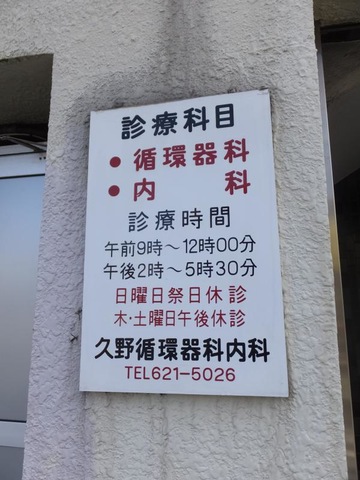 診療科目
● 循環器科
● 内科
診療時間
午前9時〜12時00分
午後2時〜5時30分
日曜日祭日休診
木・土曜日午後休診
久野循環器科内科
TEL621-5026